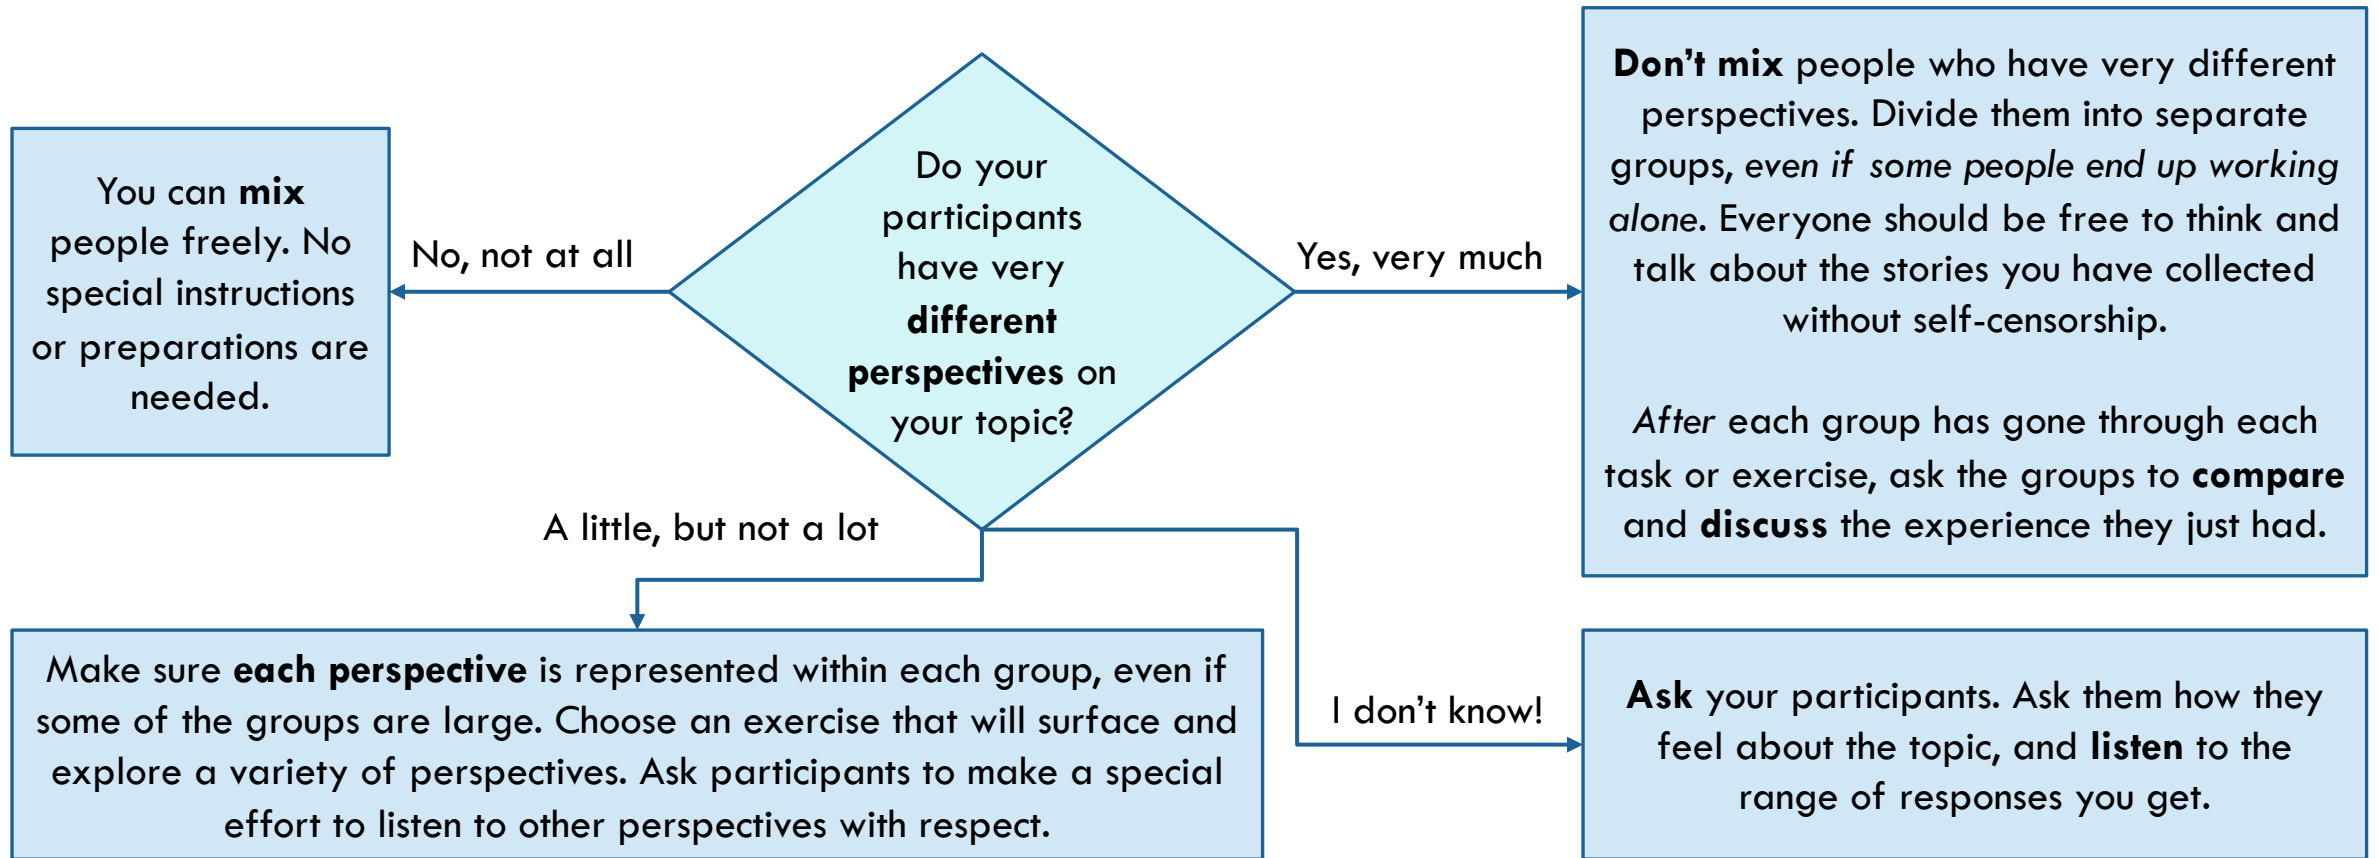 Do your
participants
have very
different
perspectives on
your topic?
No, not at all
You can mix
people freely. No
special instructions
or preparations are
needed.
Yes, very much
Don't mix people who have very different
perspectives. Divide them into separate
groups, even if some people end up working
alone. Everyone should be free to think and
talk about the stories you have collected
without self-censorship.
After each group has gone through each
task or exercise, ask the groups to compare
and discuss the experience they just had.
A little, but not a lot
Make sure each perspective is represented within each group, even if
some of the groups are large. Choose an exercise that will surface and
explore a variety of perspectives. Ask participants to make a special
effort to listen to other perspectives with respect.
I don't know!
Ask your participants. Ask them how they
feel about the topic, and listen to the
range of responses you get.